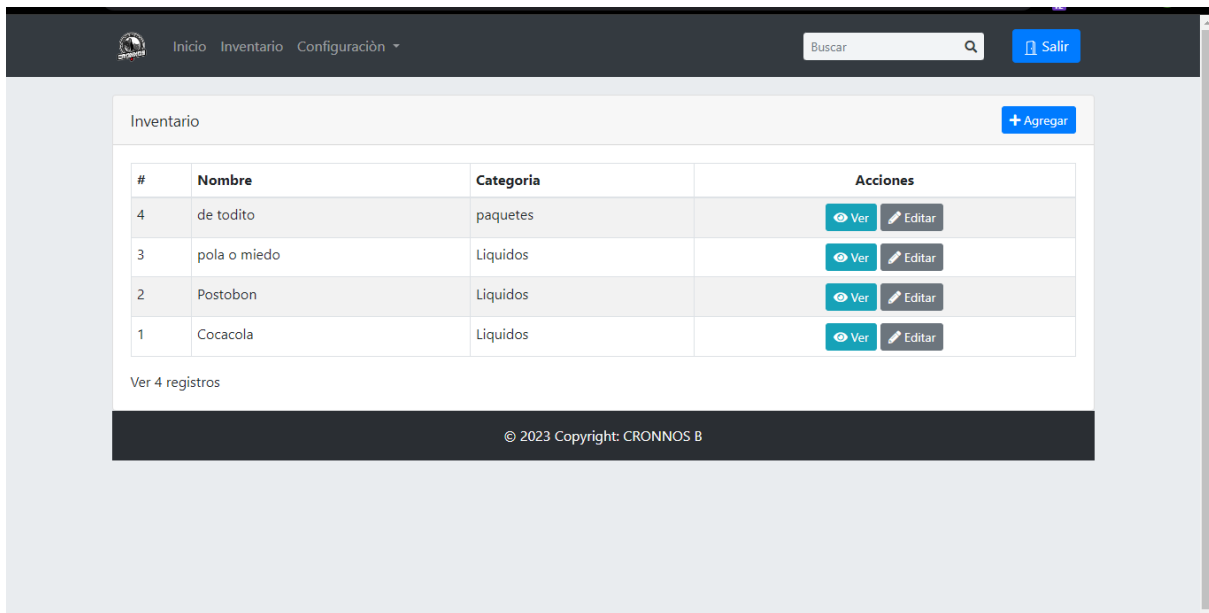 Inicio Inventario Configuraciòn Buscar Salir
Inventario Agregar
# Nombre Categoria Acciones
4 de todito paquetes Ver Editar
3 pola o miedo Liquidos Ver Editar
2 Postobon Liquidos Ver Editar
1 Cocacola Liquidos Ver Editar
Ver 4 registros
© 2023 Copyright: CRONNOS B